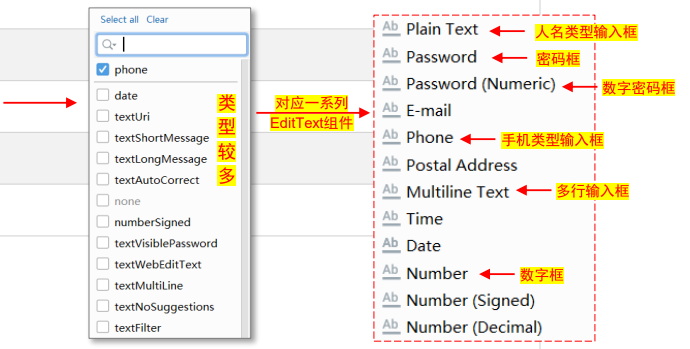 Select all Clear
phone
date
textUri
textShortMessage
textLongMessage
textAutoCorrect
none
numberSigned
textVisiblePassword
textWebEditText
textMultiLine
textNoSuggestions
textFilter
类
型
较
多
对应一系列
EditText组件
Ab Plain Text 人名类型输入框
Ab Password 密码框
Ab Password (Numeric) 数字密码框
Ab E-mail
Ab Phone 手机类型输入框
Ab Postal Address
Ab Multiline Text 多行输入框
Ab Time
Ab Date
Ab Number 数字框
Ab Number (Signed)
Ab Number (Decimal)